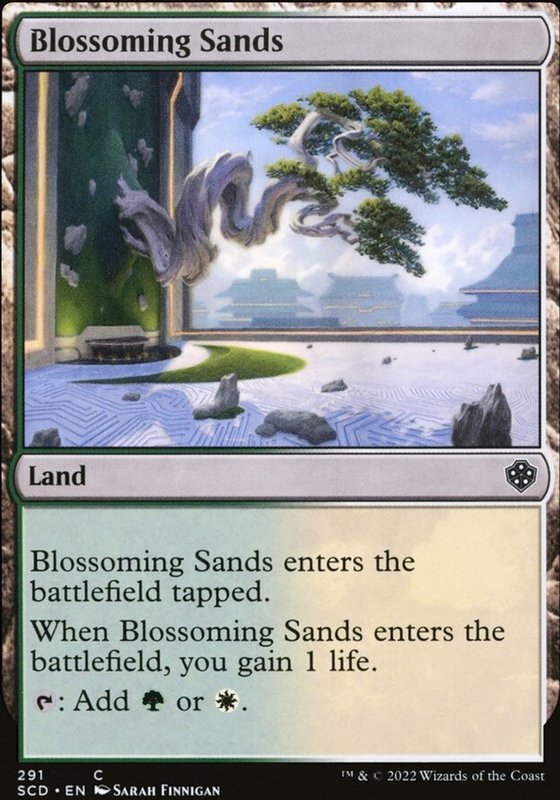 Blossoming Sands
Land
Blossoming Sands enters the
battlefield tapped.
When Blossoming Sands enters the
battlefield, you gain 1 life.
: Add or .
291 C
SCD • EN SARAH FINNIGAN
™ & © 2022 Wizards of the Coast